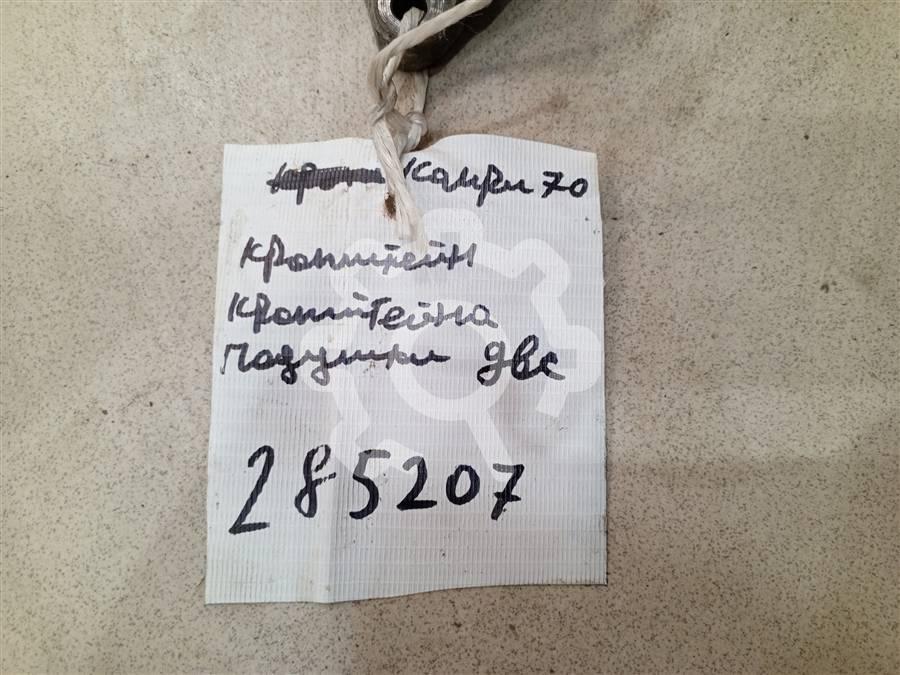 Камри 70
Кронштейн
Кронштейна
Подушки двс
285207